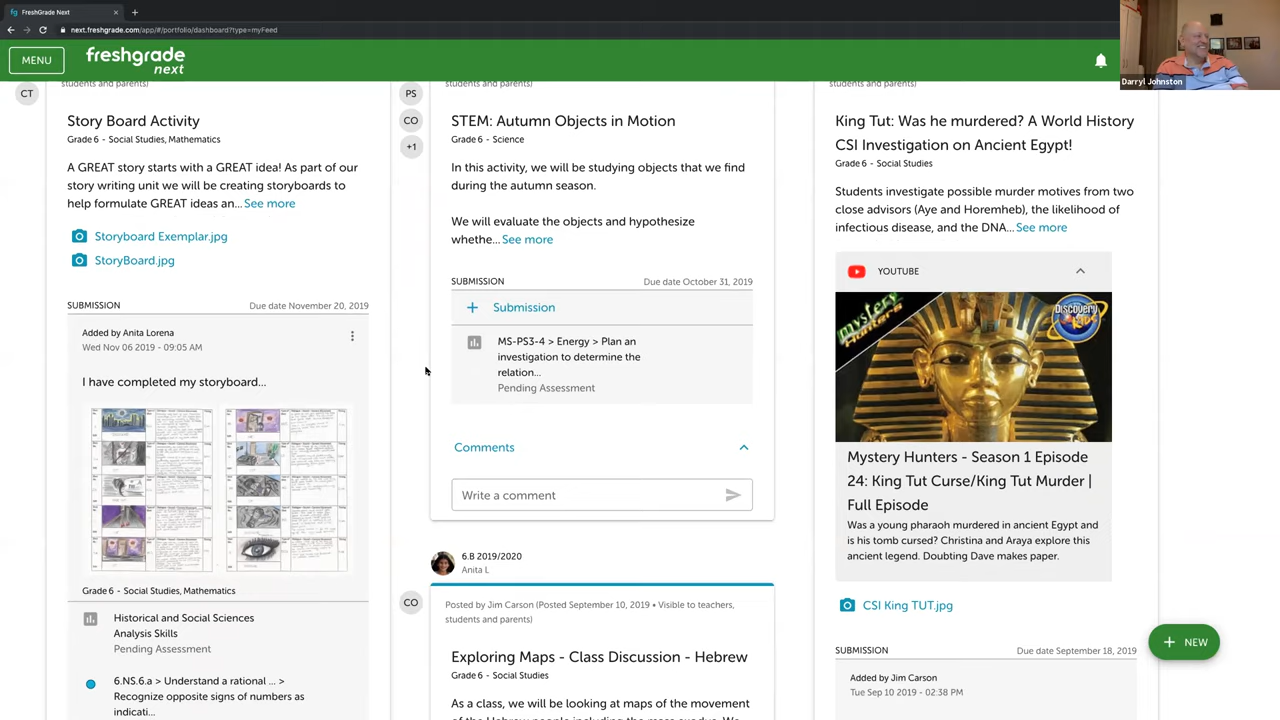 FreshGrade Next
next.freshgrade.com/app/#/portfolio/dashboard?type=myFeed
MENU
freshgrade
next
Darryl Johnston
students and parents)
CT
Story Board Activity
Grade 6 - Social Studies, Mathematics
A GREAT story starts with a GREAT idea! As part of our
story writing unit we will be creating storyboards to
help formulate GREAT ideas an... See more
Storyboard Exemplar.jpg
StoryBoard.jpg
SUBMISSION Due date November 20, 2019
Added by Anita Lorena
Wed Nov 06 2019 - 09:05 AM
I have completed my storyboard...
Grade 6 - Social Studies, Mathematics
Historical and Social Sciences
Analysis Skills
Pending Assessment
6.NS.6.a > Understand a rational ... >
Recognize opposite signs of numbers as
indicati...
students and parents)
PS
CO
+1
STEM: Autumn Objects in Motion
Grade 6 - Science
In this activity, we will be studying objects that we find
during the autumn season.
We will evaluate the objects and hypothesize
whethe... See more
SUBMISSION Due date October 31, 2019
+ Submission
MS-PS3-4 > Energy > Plan an
investigation to determine the
relation...
Pending Assessment
Comments
Write a comment
6.B 2019/2020
Anita L
CO
Posted by Jim Carson (Posted September 10, 2019 • Visible to teachers,
students and parents)
Exploring Maps - Class Discussion - Hebrew
Grade 6 - Social Studies
As a class, we will be looking at maps of the movement
of the Hebrew people including the mass exodus. We
students and parents)
King Tut: Was he murdered? A World History
CSI Investigation on Ancient Egypt!
Grade 6 - Social Studies
Students investigate possible murder motives from two
close advisors (Aye and Horemheb), the likelihood of
infectious disease, and the DNA... See more
YOUTUBE
mystery
Hunters
Discovery
Kids
Mystery Hunters - Season 1 Episode
24: King Tut Curse/King Tut Murder |
Full Episode
Was a young pharaoh murdered in ancient Egypt and
is his tomb cursed? Christina and Araya explore this
ancient legend. Doubting Dave makes paper.
CSI King TUT.jpg
+ NEW
SUBMISSION Due date September 18, 2019
Added by Jim Carson
Tue Sep 10 2019 - 02:38 PM